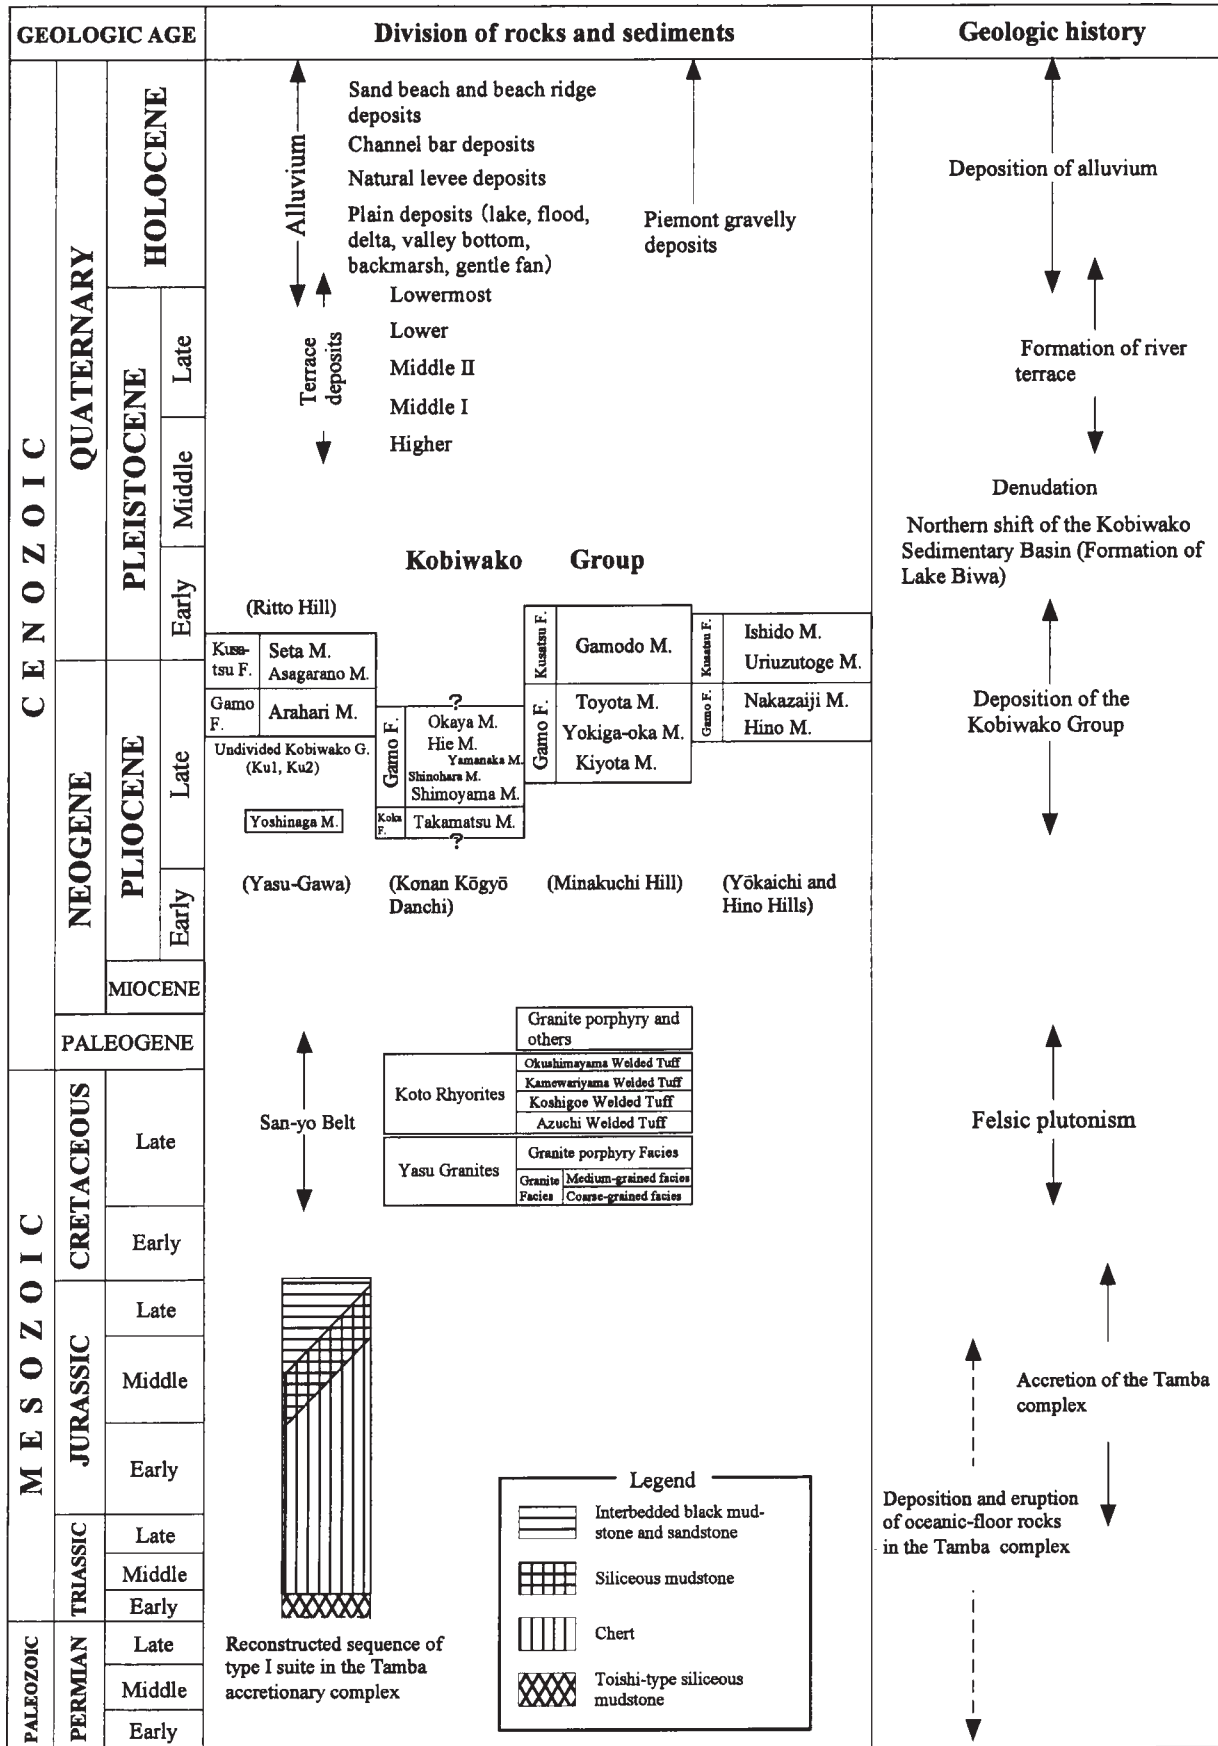 GEOLOGIC AGE
Division of rocks and sediments
Geologic history
CENOZOIC
QUATERNARY
HOLOCENE
PLEISTOCENE
Late
Middle
Early
NEOGENE
PLIOCENE
Late
Early
MIOCENE
PALEOGENE
MESOZOIC
CRETACEOUS
Late
Early
JURASSIC
Late
Middle
Early
TRIASSIC
Late
Middle
Early
PALEOZOIC
PERMIAN
Late
Middle
Early
Alluvium
Sand beach and beach ridge
deposits
Channel bar deposits
Natural levee deposits
Plain deposits (lake, flood,
delta, valley bottom,
backmarsh, gentle fan)
Piemont gravelly
deposits
Terrace
deposits
Lowermost
Lower
Middle II
Middle I
Higher
Kobiwako Group
(Ritto Hill)
Kusa-
tsu F.
Seta M.
Asagarano M.
Gamo
F.
Arahari M.
Undivided Kobiwako G.
(Ku1, Ku2)
Yoshinaga M.
(Yasu-Gawa)
?
Gamo F.
Okaya M.
Hie M.
Yamanaka M.
Shinohara M.
Shimoyama M.
Koka
F.
Takamatsu M.
?
(Konan Kōgyō
Danchi)
Kusatsu F.
Gamodo M.
Gamo F.
Toyota M.
Yokiga-oka M.
Kiyota M.
(Minakuchi Hill)
Kusatsu F.
Ishido M.
Uriuzutoge M.
Gamo F.
Nakazaiji M.
Hino M.
(Yōkaichi and
Hino Hills)
San-yo Belt
Granite porphyry and
others
Koto Rhyorites
Okushimayama Welded Tuff
Kamewariyama Welded Tuff
Koshigoe Welded Tuff
Azuchi Welded Tuff
Yasu Granites
Granite porphyry Facies
Granite
Facies
Medium-grained facies
Coarse-grained facies
Reconstructed sequence of
type I suite in the Tamba
accretionary complex
Legend
Interbedded black mud-
stone and sandstone
Siliceous mudstone
Chert
Toishi-type siliceous
mudstone
Deposition of alluvium
Formation of river
terrace
Denudation
Northern shift of the Kobiwako
Sedimentary Basin (Formation of
Lake Biwa)
Deposition of the
Kobiwako Group
Felsic plutonism
Accretion of the Tamba
complex
Deposition and eruption
of oceanic-floor rocks
in the Tamba complex